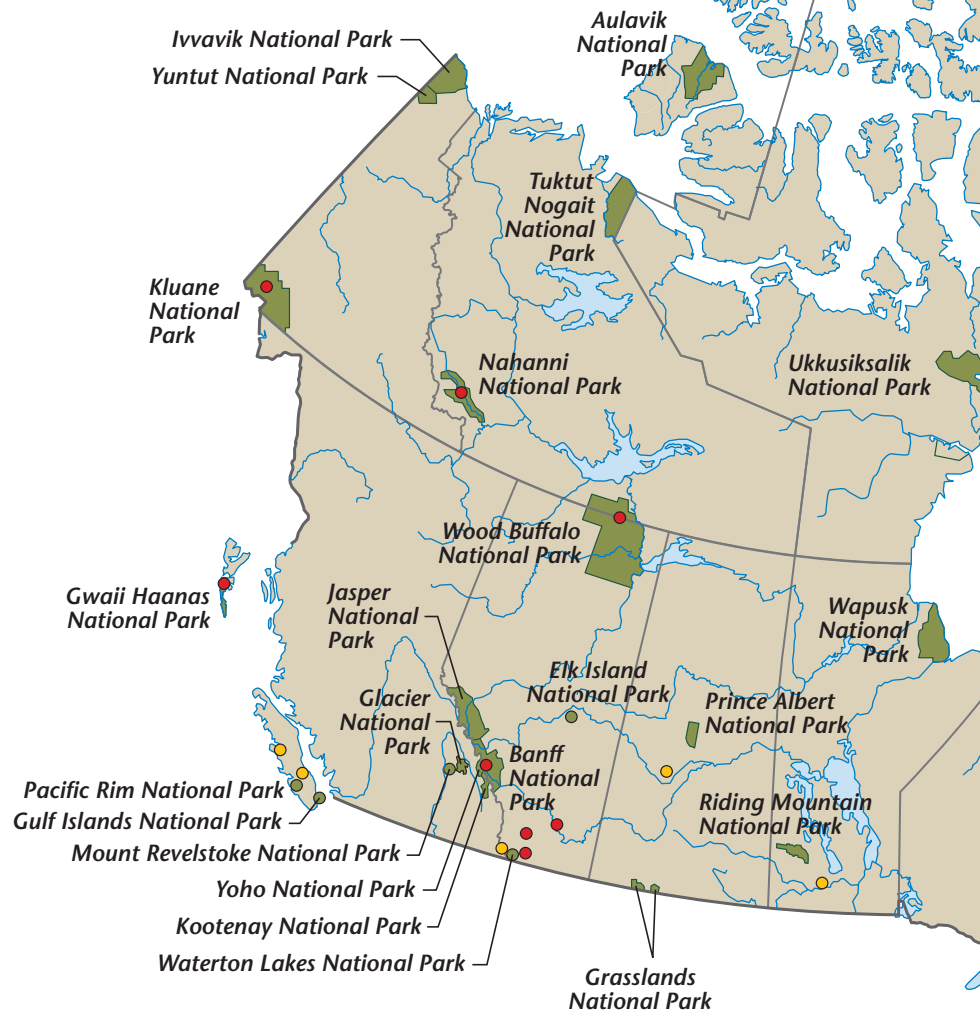 Ivvavik National Park
Yuntut National Park
Aulavik
National
Park
Tuktut
Nogait
National
Park
Kluane
National
Park
Nahanni
National Park
Ukkusiksalik
National Park
Wood Buffalo
National Park
Gwaii Haanas
National Park
Jasper
National
Park
Wapusk
National
Park
Elk Island
National Park
Glacier
National
Park
Prince Albert
National Park
Banff
National
Park
Pacific Rim National Park
Gulf Islands National Park
Riding Mountain
National Park
Mount Revelstoke National Park
Yoho National Park
Kootenay National Park
Waterton Lakes National Park
Grasslands
National Park